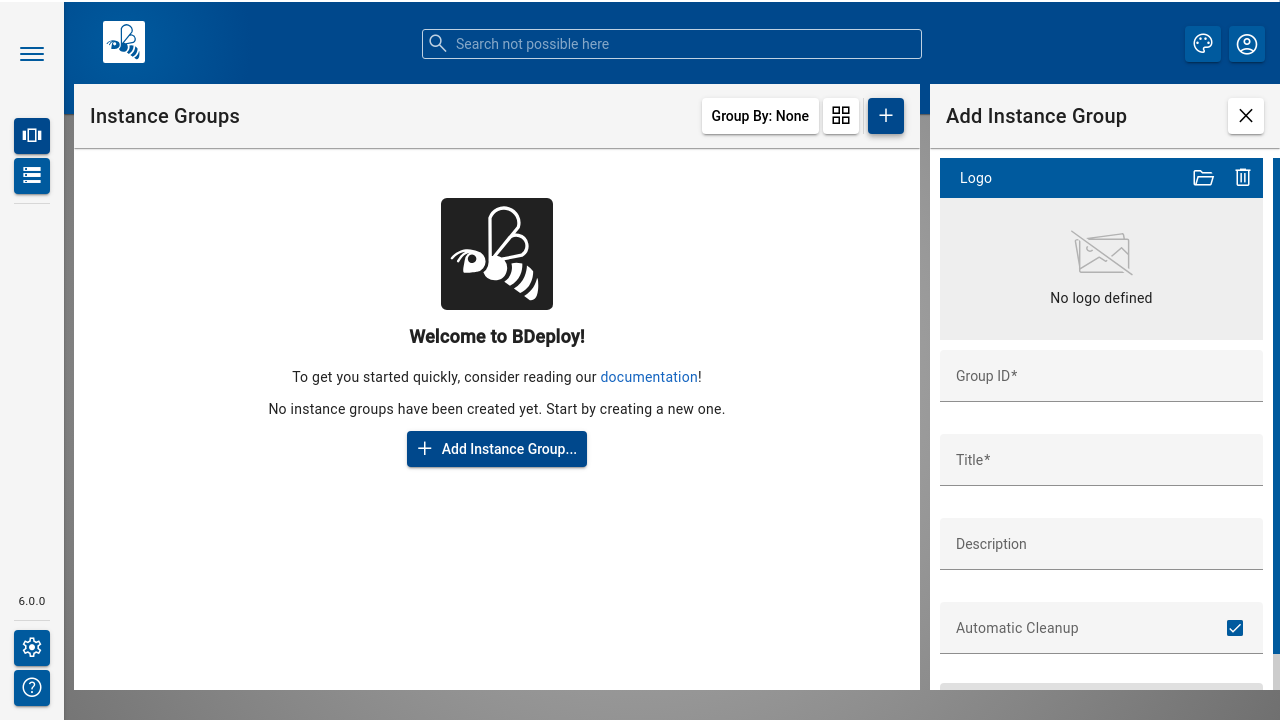 Search not possible here
Instance Groups
Group By: None
Add Instance Group
Logo
No logo defined
Welcome to BDeploy!
To get you started quickly, consider reading our documentation!
No instance groups have been created yet. Start by creating a new one.
Add Instance Group...
Group ID*
Title*
Description
Automatic Cleanup
6.0.0